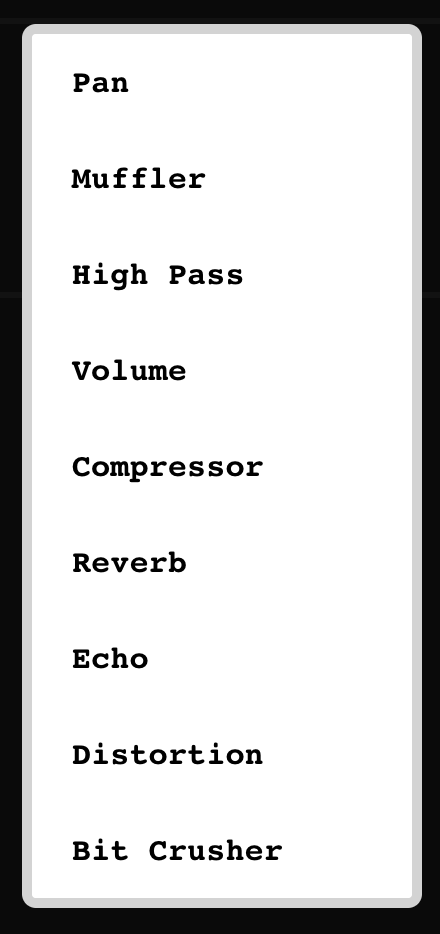 Pan
Muffler
High Pass
Volume
Compressor
Reverb
Echo
Distortion
Bit Crusher